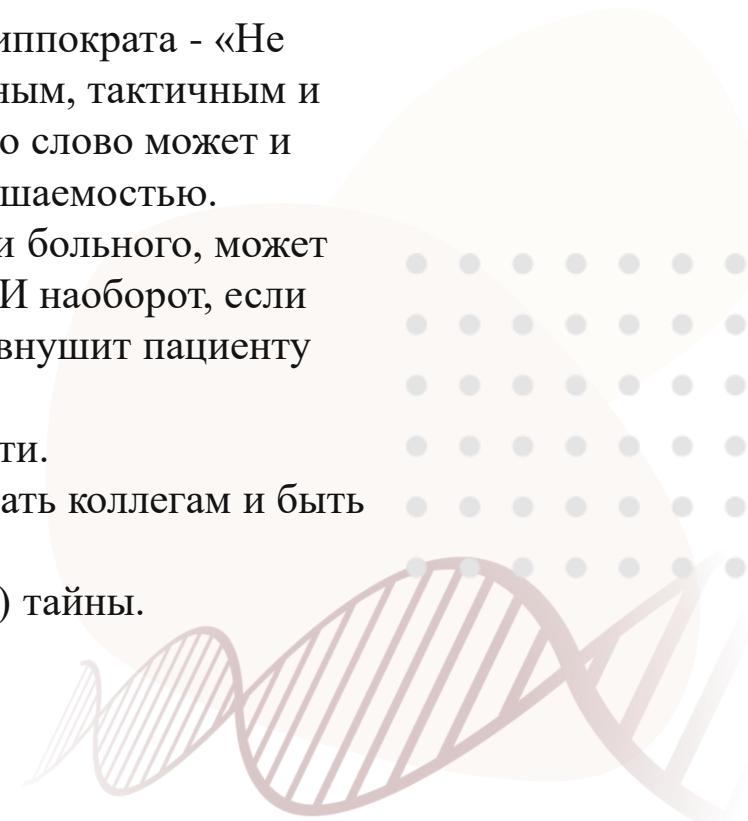 иппократа - «Не
ным, тактичным и
о слово может и
шаемостью.
и больного, может
И наоборот, если
внушит пациенту
ти.
ать коллегам и быть
) тайны.